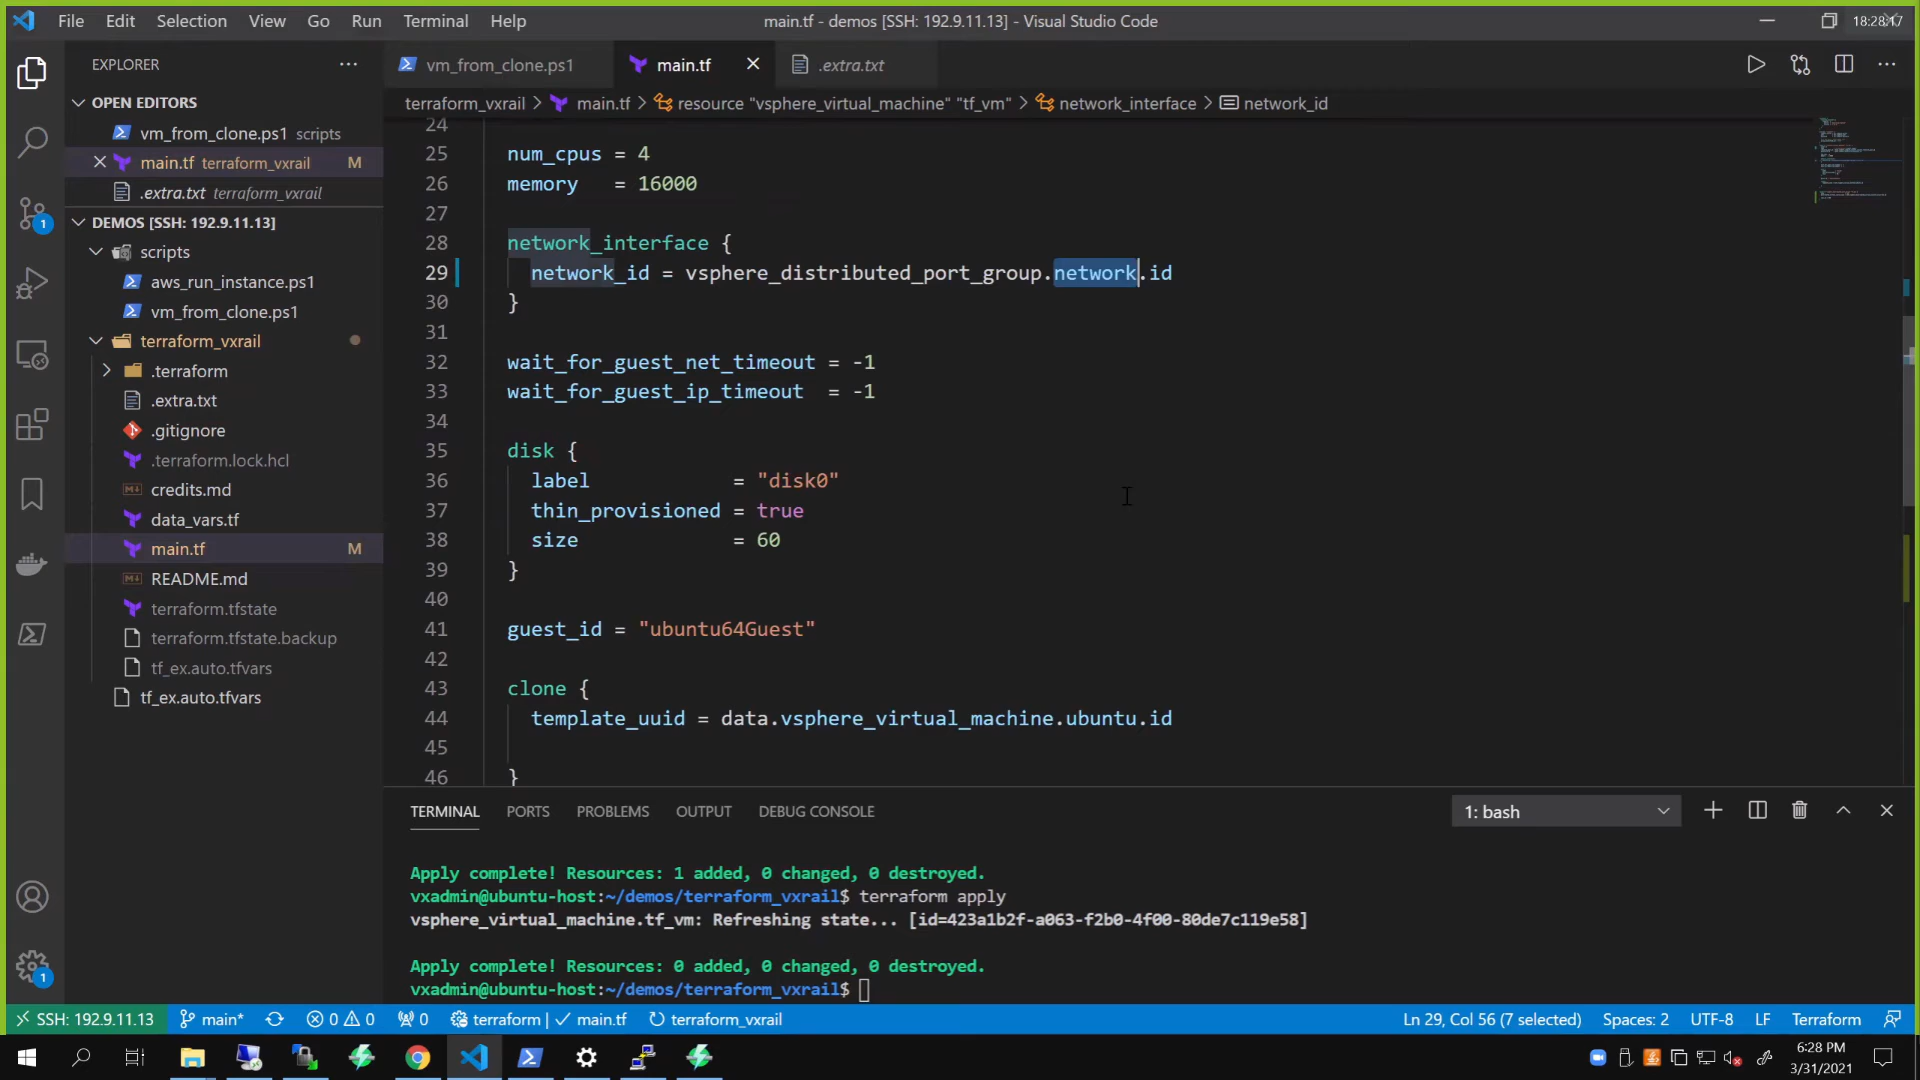 File Edit Selection View Go Run Terminal Help
main.tf - demos [SSH: 192.9.11.13] - Visual Studio Code
18:28:17
EXPLORER
OPEN EDITORS
vm_from_clone.ps1 scripts
main.tf terraform_vxrail M
.extra.txt terraform_vxrail
DEMOS [SSH: 192.9.11.13]
scripts
aws_run_instance.ps1
vm_from_clone.ps1
terraform_vxrail
.terraform
.extra.txt
.gitignore
.terraform.lock.hcl
credits.md
data_vars.tf
main.tf M
README.md
terraform.tfstate
terraform.tfstate.backup
tf_ex.auto.tfvars
tf_ex.auto.tfvars
1
1
vm_from_clone.ps1 main.tf .extra.txt
terraform_vxrail > main.tf > resource "vsphere_virtual_machine" "tf_vm" > network_interface > network_id
24
25 num_cpus = 4
26 memory   = 16000
27
28 network_interface {
29   network_id = vsphere_distributed_port_group.network.id
30 }
31
32 wait_for_guest_net_timeout = -1
33 wait_for_guest_ip_timeout  = -1
34
35 disk {
36   label            = "disk0"
37   thin_provisioned = true
38   size             = 60
39 }
40
41 guest_id = "ubuntu64Guest"
42
43 clone {
44   template_uuid = data.vsphere_virtual_machine.ubuntu.id
45
46 }
TERMINAL PORTS PROBLEMS OUTPUT DEBUG CONSOLE
1: bash
Apply complete! Resources: 1 added, 0 changed, 0 destroyed.
vxadmin@ubuntu-host:~/demos/terraform_vxrail$ terraform apply
vsphere_virtual_machine.tf_vm: Refreshing state... [id=423a1b2f-a063-f2b0-4f00-80de7c119e58]
Apply complete! Resources: 0 added, 0 changed, 0 destroyed.
vxadmin@ubuntu-host:~/demos/terraform_vxrail$
SSH: 192.9.11.13 main* 0 0 0 terraform | ✓ main.tf terraform_vxrail
Ln 29, Col 56 (7 selected) Spaces: 2 UTF-8 LF Terraform
6:28 PM
3/31/2021